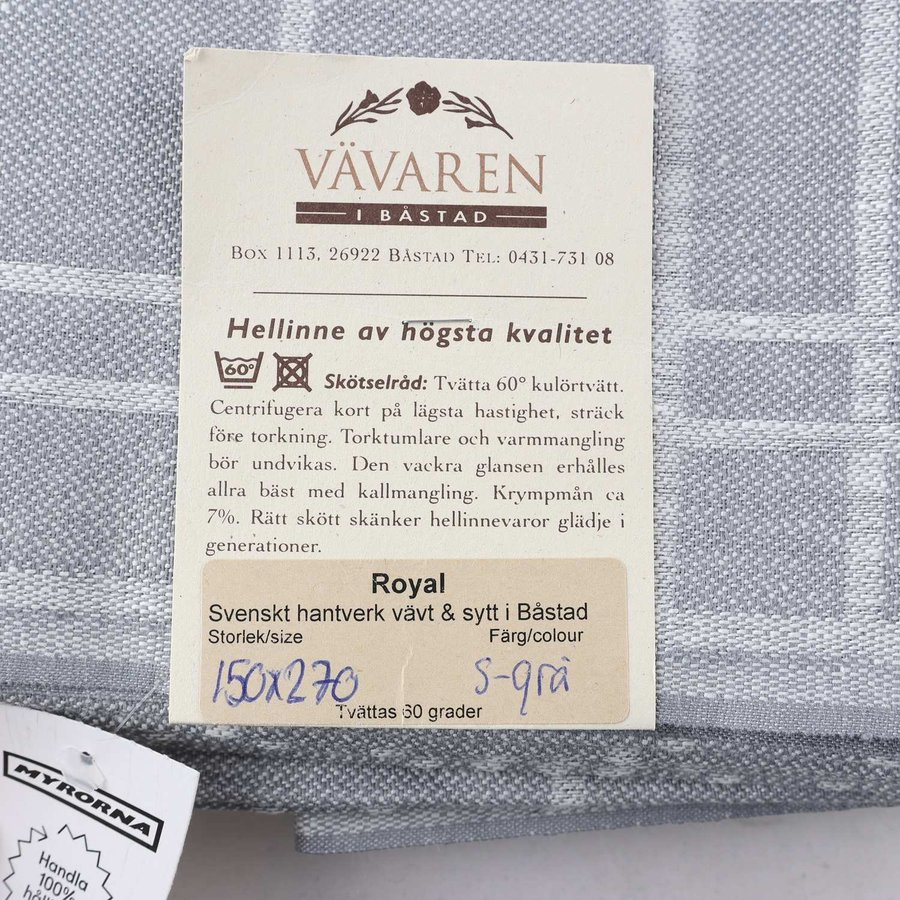 VÄVAREN
I BÅSTAD
BOX 1113, 26922 BÅSTAD TEL: 0431-731 08
Hellinne av högsta kvalitet
60°
Skötselråd: Tvätta 60° kulörtvätt.
Centrifugera kort på lägsta hastighet, sträck
före torkning. Torktumlare och varmmangling
bör undvikas. Den vackra glansen erhålles
allra bäst med kallmangling. Krympmån ca
7%. Rätt skött skänker hellinnevaror glädje i
generationer.
Royal
Svenskt hantverk vävt & sytt i Båstad
Storlek/size Färg/colour
150x270 S-grå
Tvättas 60 grader
MYRORNA
Handla
100%